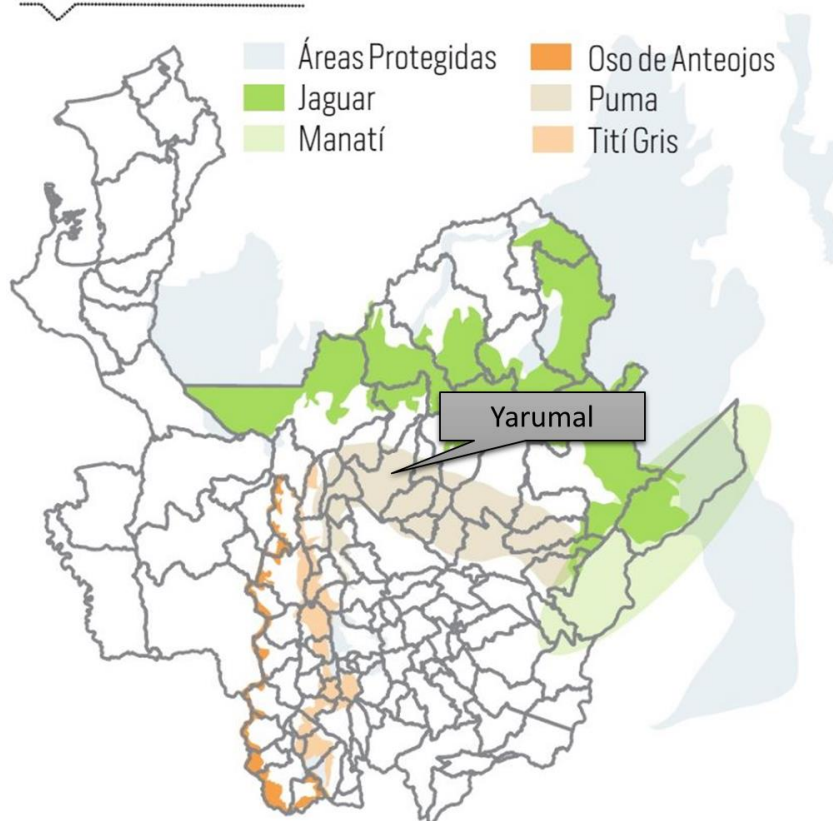 Áreas Protegidas
Jaguar
Manatí
Oso de Anteojos
Puma
Tití Gris
Yarumal